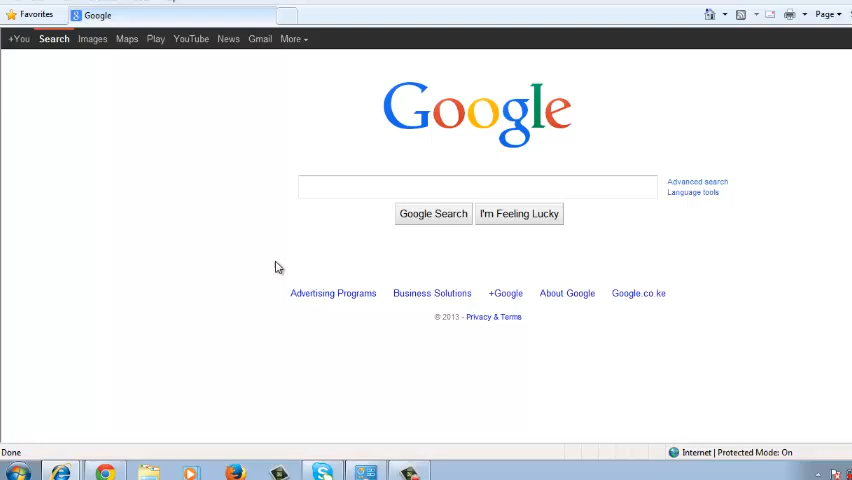 Favorites
Google
Page
+You Search Images Maps Play YouTube News Gmail More
Google
Advanced search
Language tools
Google Search I'm Feeling Lucky
Advertising Programs Business Solutions +Google About Google Google.co.ke
© 2013 - Privacy & Terms
Done
Internet | Protected Mode: On